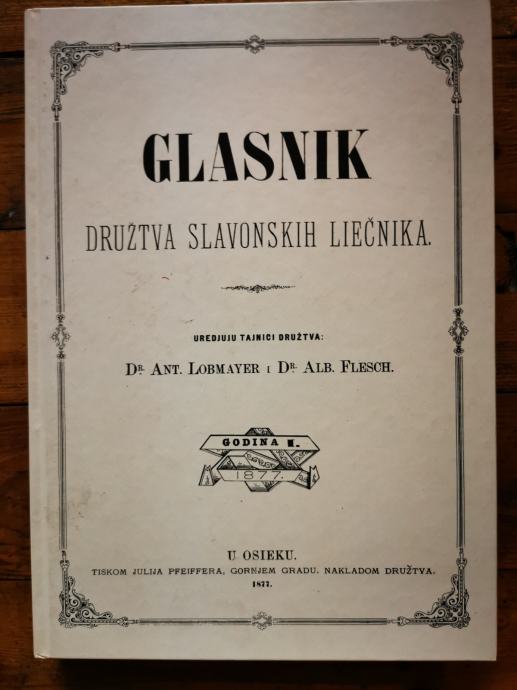 GLASNIK
DRUŽTVA SLAVONSKIH LIEČNIKA.
UREDJUJU TAJNICI DRUŽTVA:
DR. ANT. LOBMAYER I DR. ALB. FLESCH.
GODINA I.
1877.
U OSIEKU.
TISKOM JULIJA PFEIFFERA, GORNJEM GRADU. NAKLADOM DRUŽTVA.
1877.